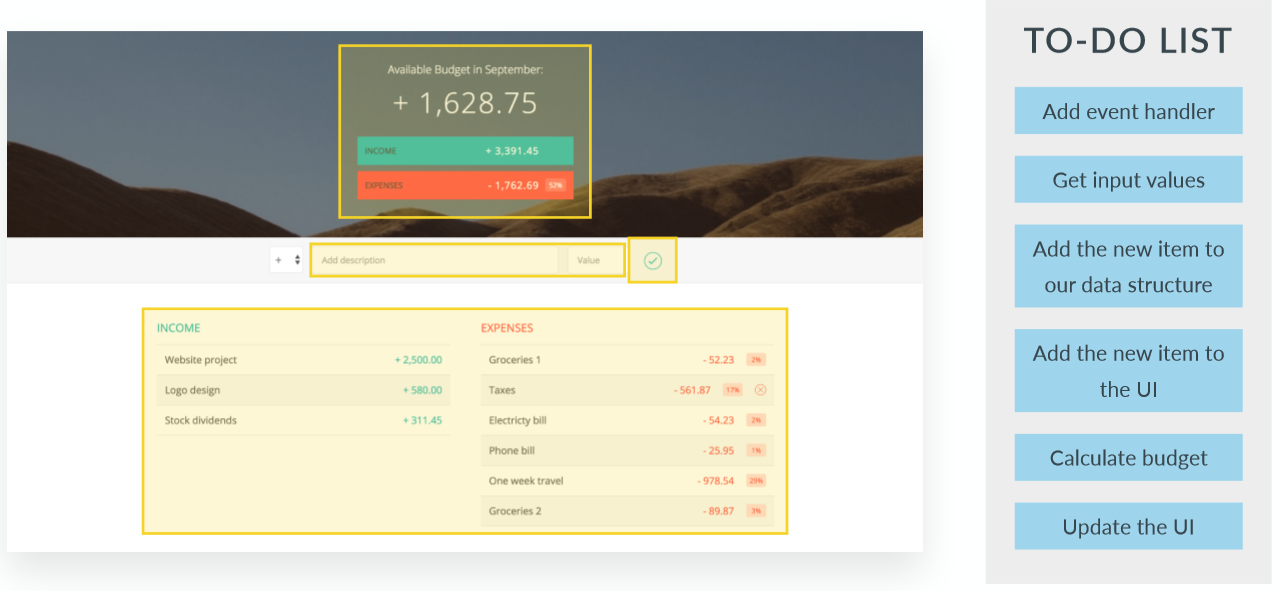 Available Budget in September:
+ 1,628.75
INCOME + 3,391.45
EXPENSES - 1,762.69 52%
+ Add description Value
INCOME
Website project + 2,500.00
Logo design + 580.00
Stock dividends + 311.45
EXPENSES
Groceries 1 - 52.23 2%
Taxes - 561.87 17%
Electricty bill - 54.23 2%
Phone bill - 25.95 1%
One week travel - 978.54 29%
Groceries 2 - 89.87 3%
TO-DO LIST
Add event handler
Get input values
Add the new item to
our data structure
Add the new item to
the UI
Calculate budget
Update the UI